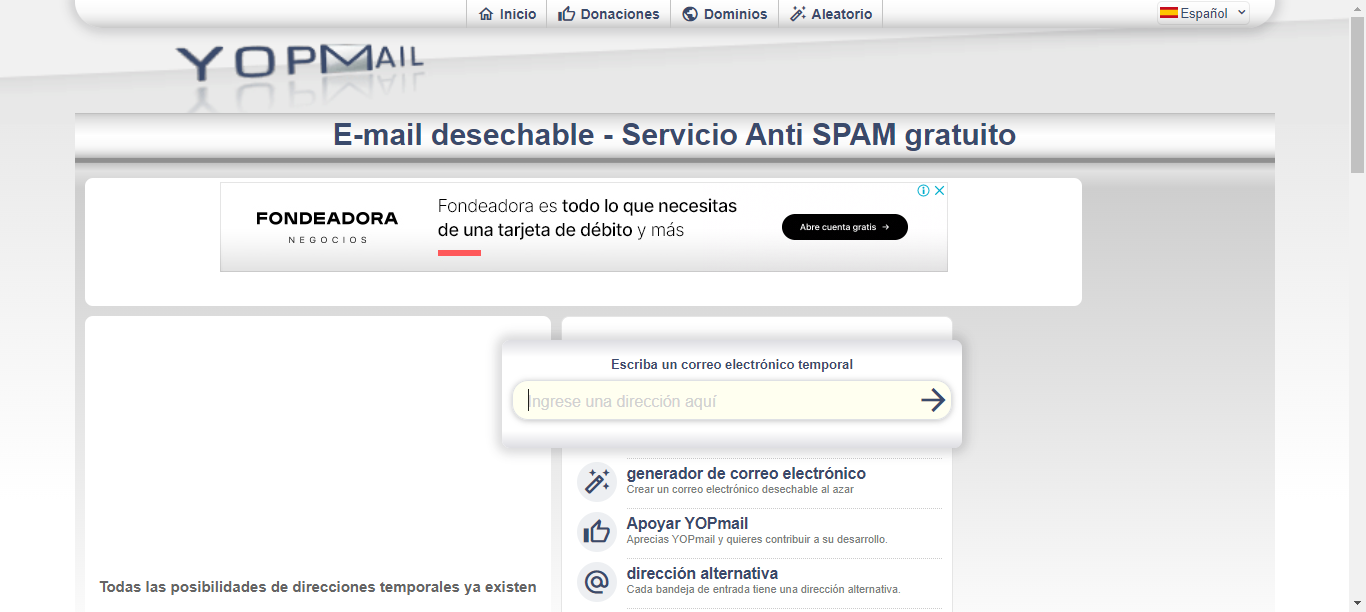 Inicio
Donaciones
Dominios
Aleatorio
Español
YOPMAIL
E-mail desechable - Servicio Anti SPAM gratuito
FONDEADORA
NEGOCIOS
Fondeadora es todo lo que necesitas
de una tarjeta de débito y más
Abre cuenta gratis →
Escriba un correo electrónico temporal
Ingrese una dirección aquí
generador de correo electrónico
Crear un correo electrónico desechable al azar
Apoyar YOPmail
Aprecias YOPmail y quieres contribuir a su desarrollo.
dirección alternativa
Cada bandeja de entrada tiene una dirección alternativa.
Todas las posibilidades de direcciones temporales ya existen